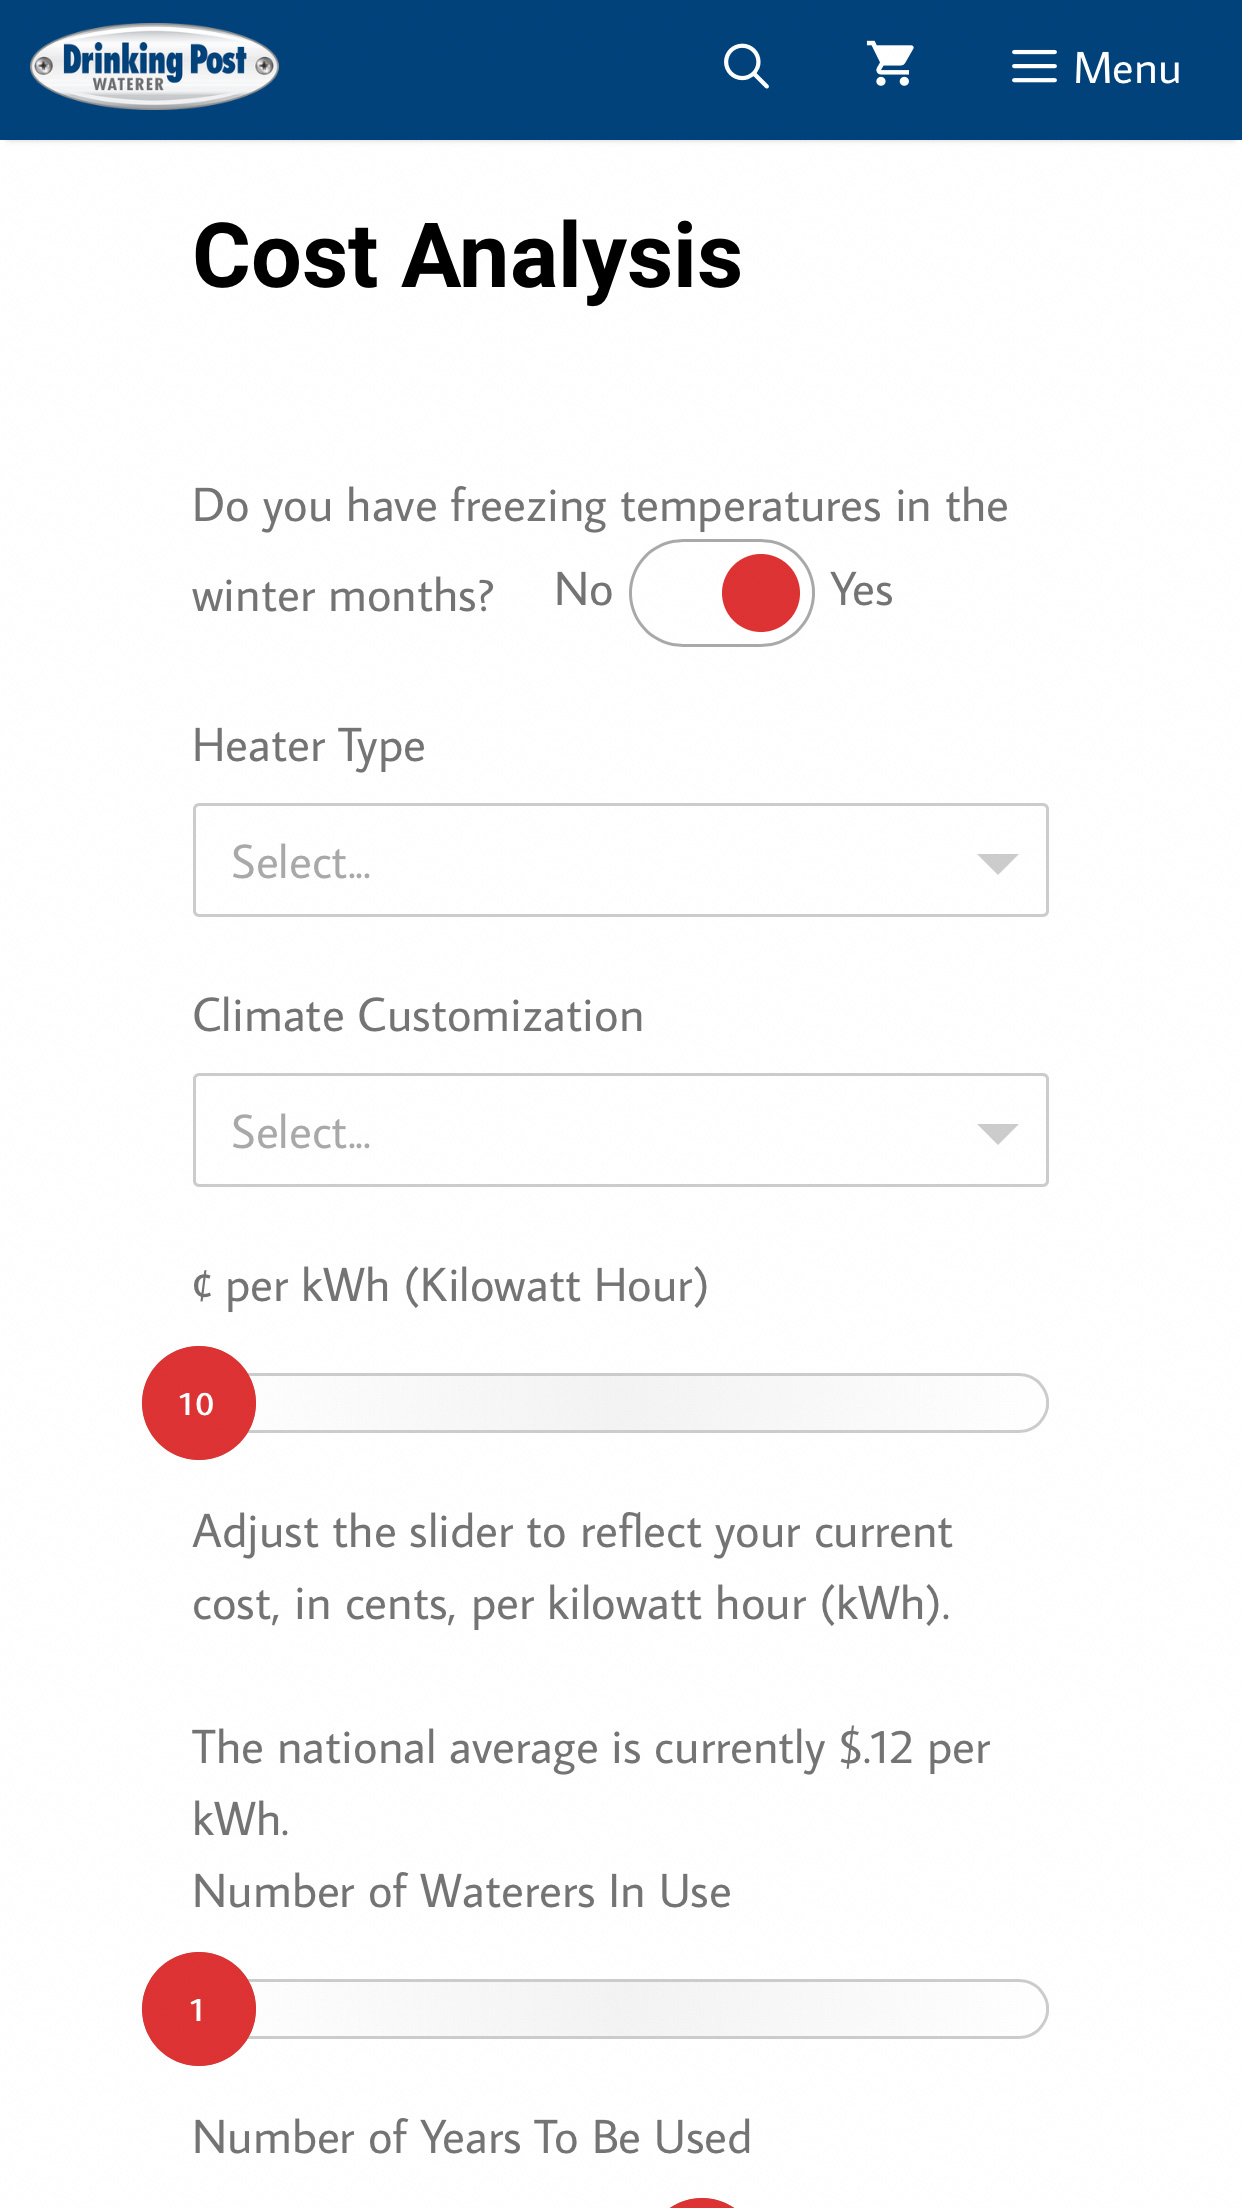 Drinking Post
WATERER
Menu
Cost Analysis
Do you have freezing temperatures in the
winter months? No Yes
Heater Type
Select...
Climate Customization
Select...
¢ per kWh (Kilowatt Hour)
10
Adjust the slider to reflect your current
cost, in cents, per kilowatt hour (kWh).
The national average is currently $.12 per
kWh.
Number of Waterers In Use
1
Number of Years To Be Used